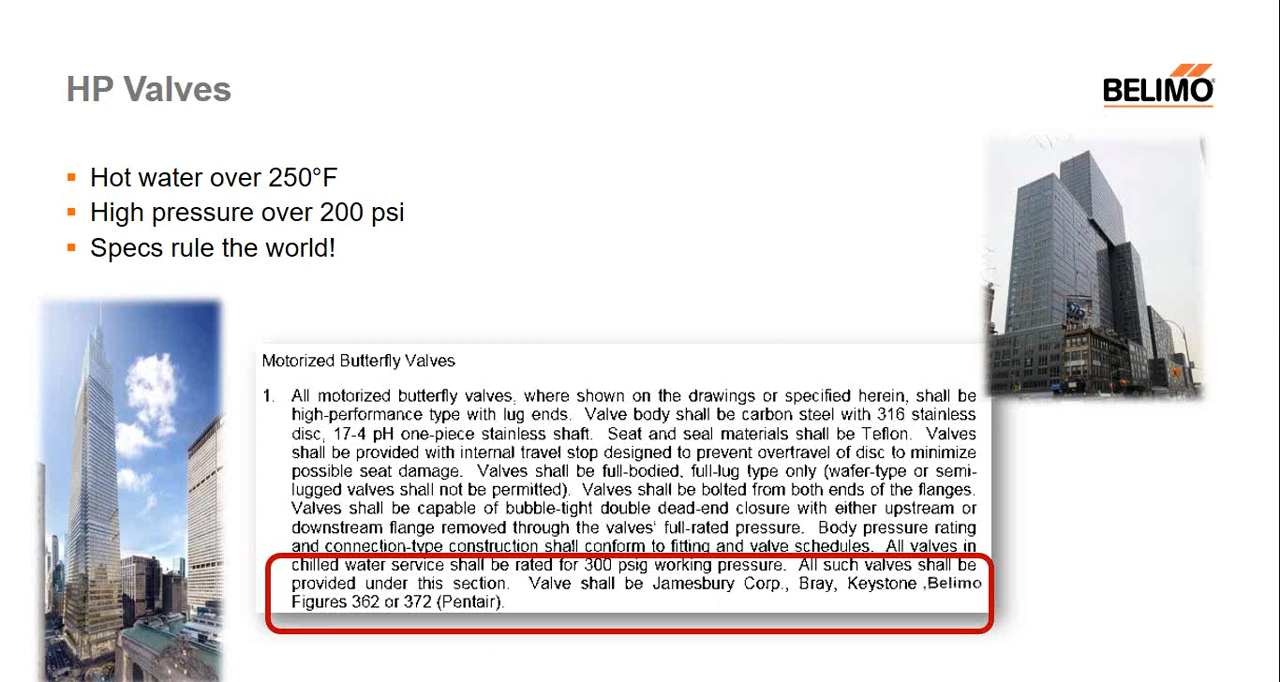 HP Valves
BELIMO
Hot water over 250°F
High pressure over 200 psi
Specs rule the world!
Motorized Butterfly Valves
1. All motorized butterfly valves, where shown on the drawings or specified herein, shall be
high-performance type with lug ends. Valve body shall be carbon steel with 316 stainless
disc, 17-4 pH one-piece stainless shaft. Seat and seal materials shall be Teflon. Valves
shall be provided with internal travel stop designed to prevent overtravel of disc to minimize
possible seat damage. Valves shall be full-bodied, full-lug type only (wafer-type or semi-
lugged valves shall not be permitted). Valves shall be bolted from both ends of the flanges.
Valves shall be capable of bubble-tight double dead-end closure with either upstream or
downstream flange removed through the valves' full-rated pressure. Body pressure rating
and connection-type construction shall conform to fitting and valve schedules. All valves in
chilled water service shall be rated for 300 psig working pressure. All such valves shall be
provided under this section. Valve shall be Jamesbury Corp., Bray, Keystone ,Belimo
Figures 362 or 372 (Pentair).